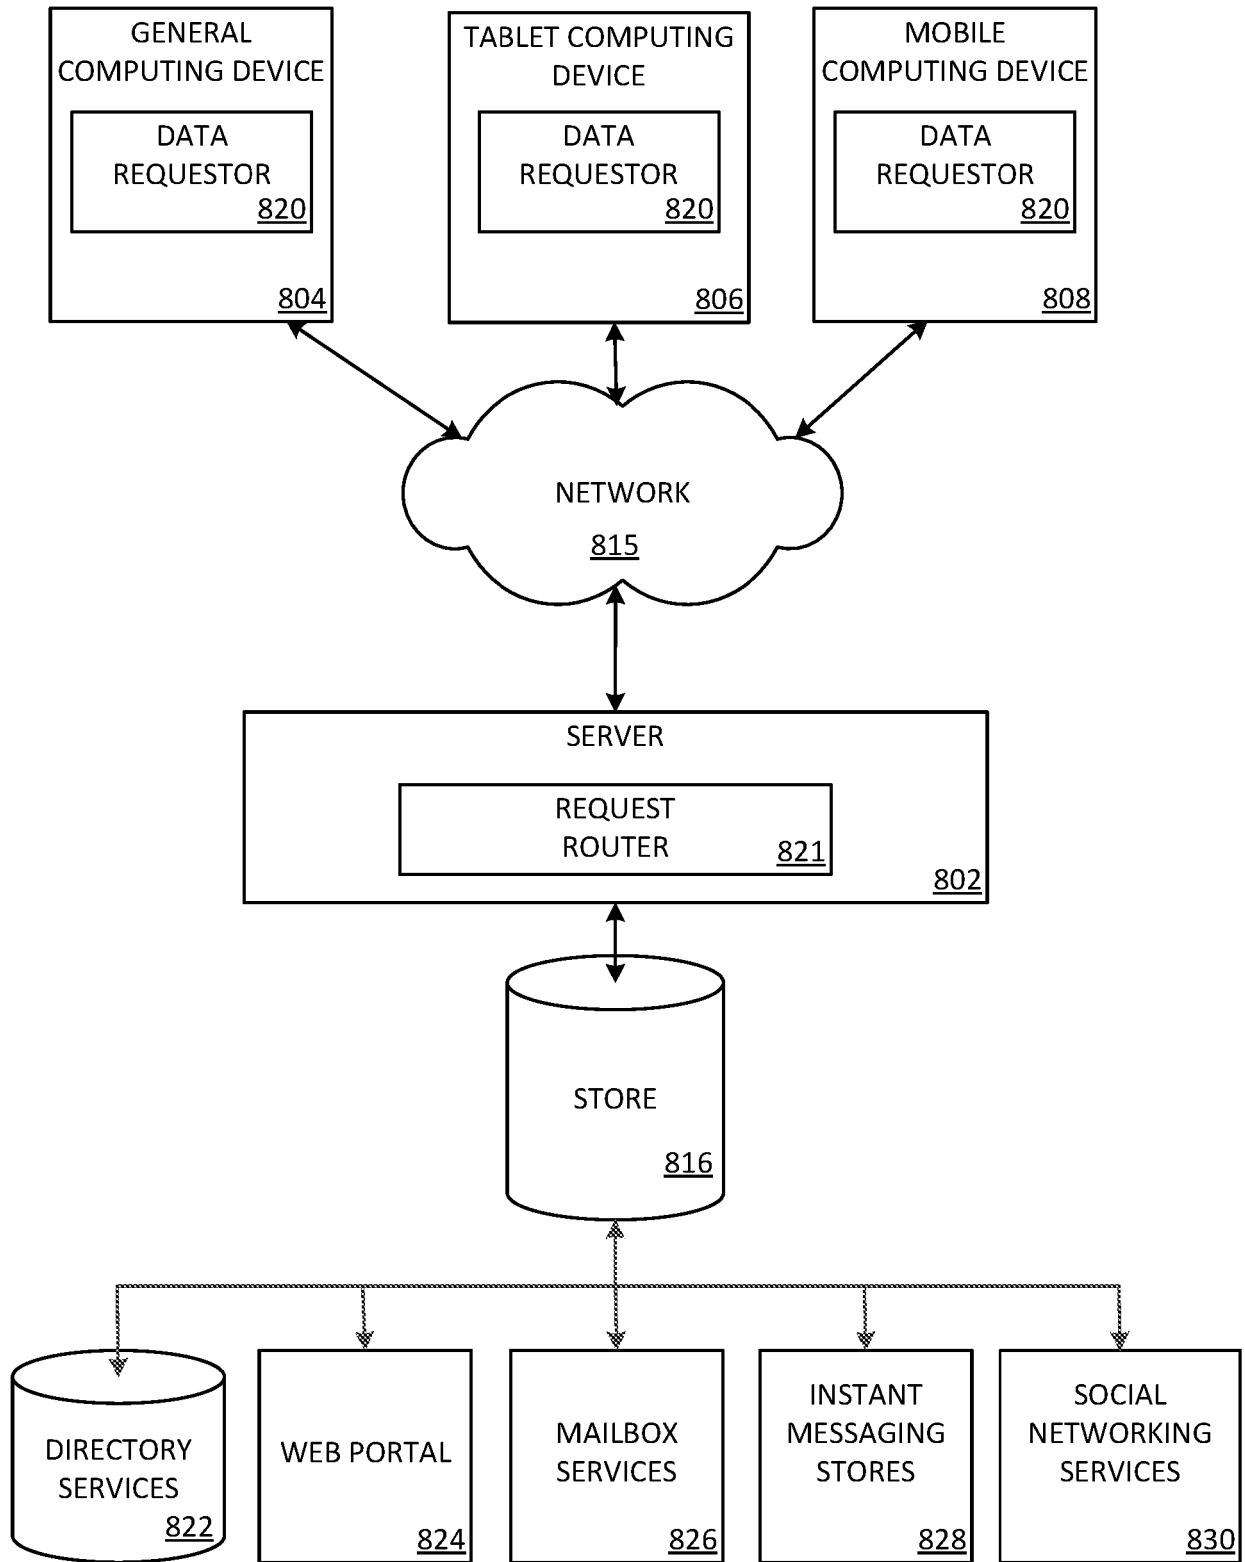 GENERAL
COMPUTING DEVICE
DATA
REQUESTOR
820
804
TABLET COMPUTING
DEVICE
DATA
REQUESTOR
820
806
MOBILE
COMPUTING DEVICE
DATA
REQUESTOR
820
808
NETWORK
815
SERVER
REQUEST
ROUTER
821
802
STORE
816
DIRECTORY
SERVICES
822
WEB PORTAL
824
MAILBOX
SERVICES
826
INSTANT
MESSAGING
STORES
828
SOCIAL
NETWORKING
SERVICES
830